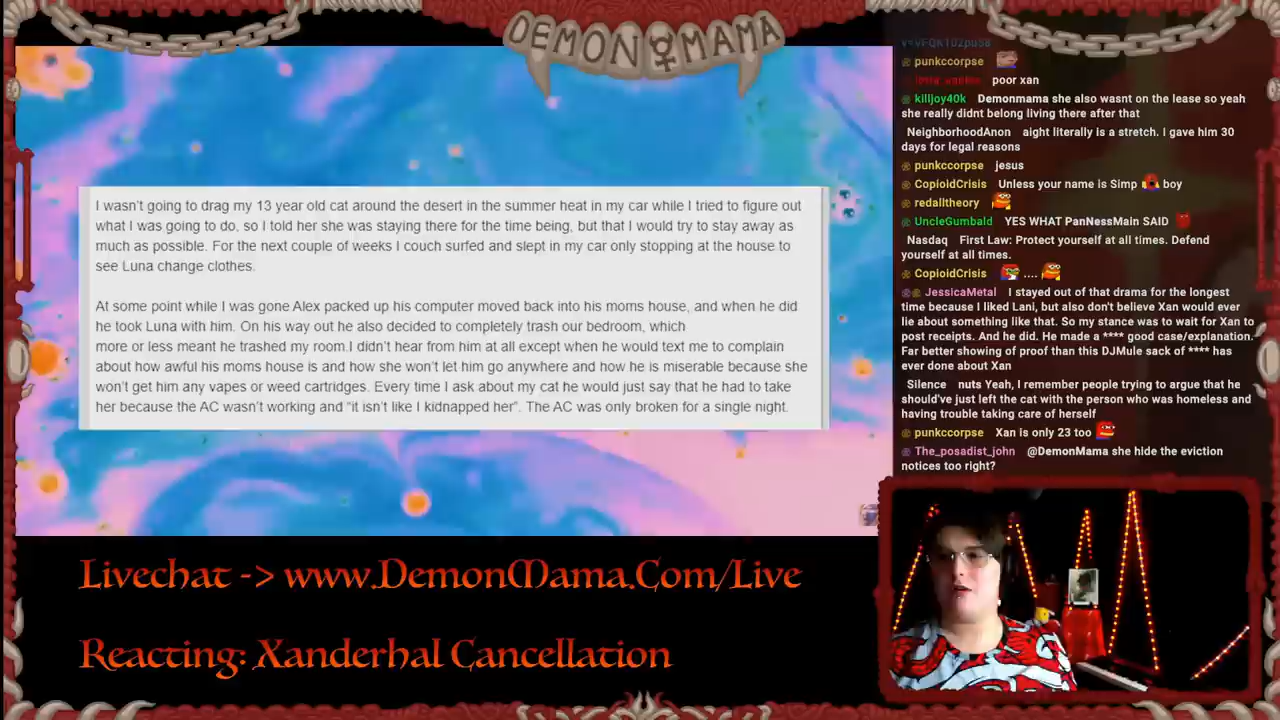 DEMON MAMA
I wasn't going to drag my 13 year old cat around the desert in the summer heat in my car while I tried to figure out
what I was going to do, so I told her she was staying there for the time being, but that I would try to stay away as
much as possible. For the next couple of weeks I couch surfed and slept in my car only stopping at the house to
see Luna change clothes.
At some point while I was gone Alex packed up his computer moved back into his moms house, and when he did
he took Luna with him. On his way out he also decided to completely trash our bedroom, which
more or less meant he trashed my room.I didn't hear from him at all except when he would text me to complain
about how awful his moms house is and how she won't let him go anywhere and how he is miserable because she
won't get him any vapes or weed cartridges. Every time I ask about my cat he would just say that he had to take
her because the AC wasn't working and "it isn't like I kidnapped her". The AC was only broken for a single night.
punkccorpse
poor xan
killjoy40k Demonmama she also wasnt on the lease so yeah
she really didnt belong living there after that
NeighborhoodAnon aight literally is a stretch. I gave him 30
days for legal reasons
punkccorpse jesus
CopioidCrisis Unless your name is Simp boy
redalltheory
UncleGumbald YES WHAT PanNessMain SAID
Nasdaq First Law: Protect yourself at all times. Defend
yourself at all times.
CopioidCrisis ....
JessicaMetal I stayed out of that drama for the longest
time because I liked Lani, but also don't believe Xan would ever
lie about something like that. So my stance was to wait for Xan to
post receipts. And he did. He made a **** good case/explanation.
Far better showing of proof than this DJMule sack of **** has
ever done about Xan
Silence nuts Yeah, I remember people trying to argue that he
should've just left the cat with the person who was homeless and
having trouble taking care of herself
punkccorpse Xan is only 23 too
The_posadist_john @DemonMama she hide the eviction
notices too right?
Livechat -> www.DemonMama.Com/Live
Reacting: Xanderhal Cancellation